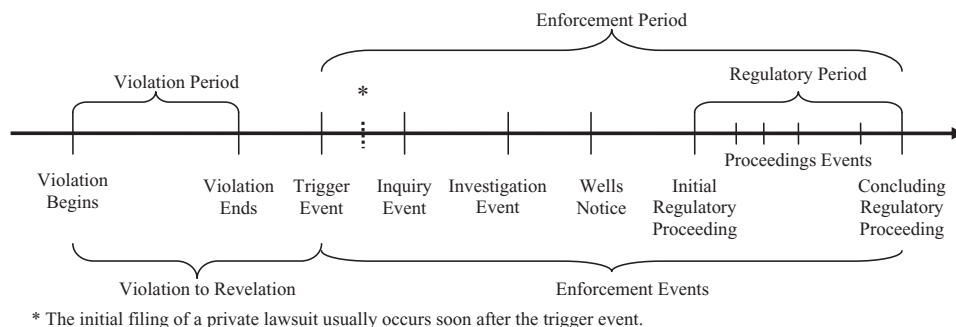 Enforcement Period
Violation Period
Regulatory Period
*
Proceedings Events
Violation
Begins
Violation
Ends
Trigger
Event
Inquiry
Event
Investigation
Event
Wells
Notice
Initial
Regulatory
Proceeding
Concluding
Regulatory
Proceeding
Violation to Revelation
Enforcement Events
* The initial filing of a private lawsuit usually occurs soon after the trigger event.